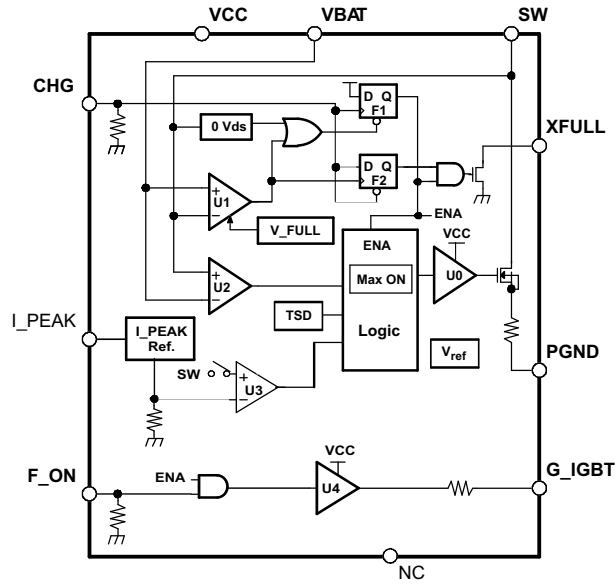 VCC
VBAT
SW
CHG
D Q
F1
XFULL
0 Vds
D Q
F2
+
U1
−
ENA
V_FULL
ENA
VCC
+
U2
−
Max ON
U0
I_PEAK
I_PEAK
Ref.
TSD
Logic
Vref
PGND
SW
+
U3
−
F_ON
ENA
VCC
U4
G_IGBT
NC